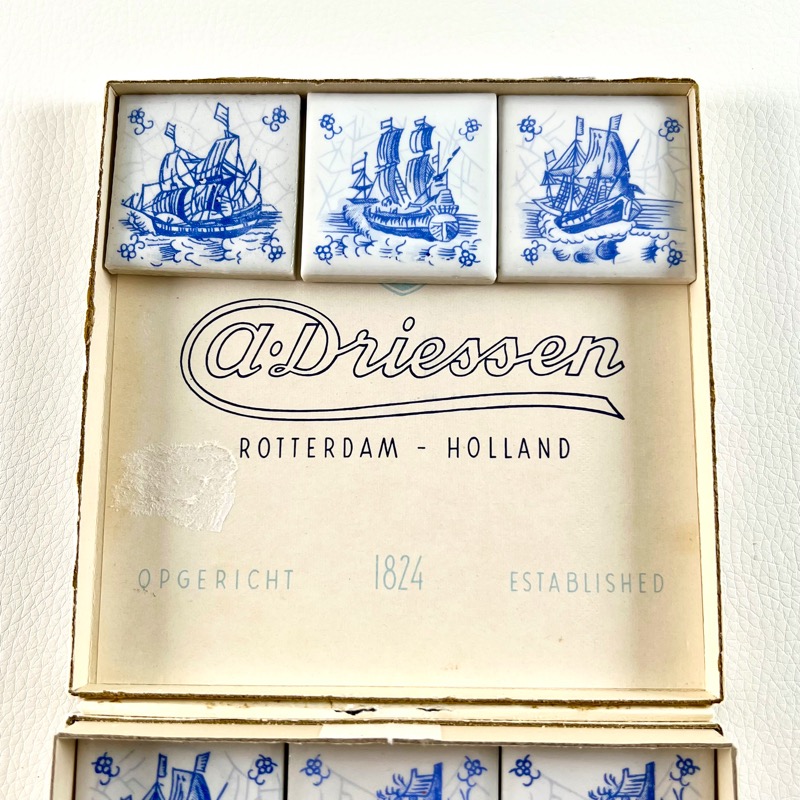 a. Driessen
ROTTERDAM - HOLLAND
OPGERICHT 1824 ESTABLISHED